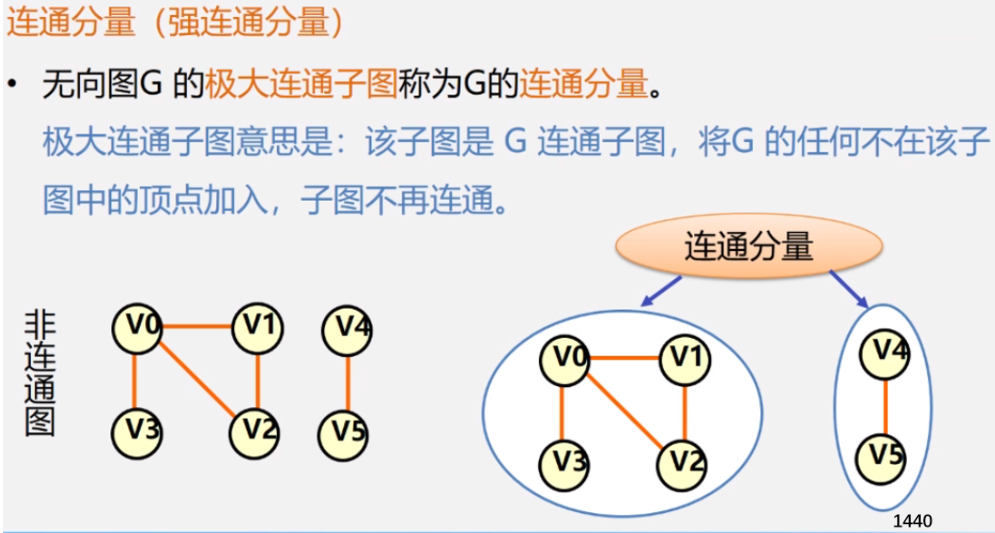 连通分量（强连通分量）
• 无向图G 的极大连通子图称为G的连通分量。
极大连通子图意思是：该子图是 G 连通子图，将G 的任何不在该子
图中的顶点加入，子图不再连通。
连通分量
非连通图
V0 V1 V4
V3 V2 V5
V0 V1
V3 V2
V4
V5
1440